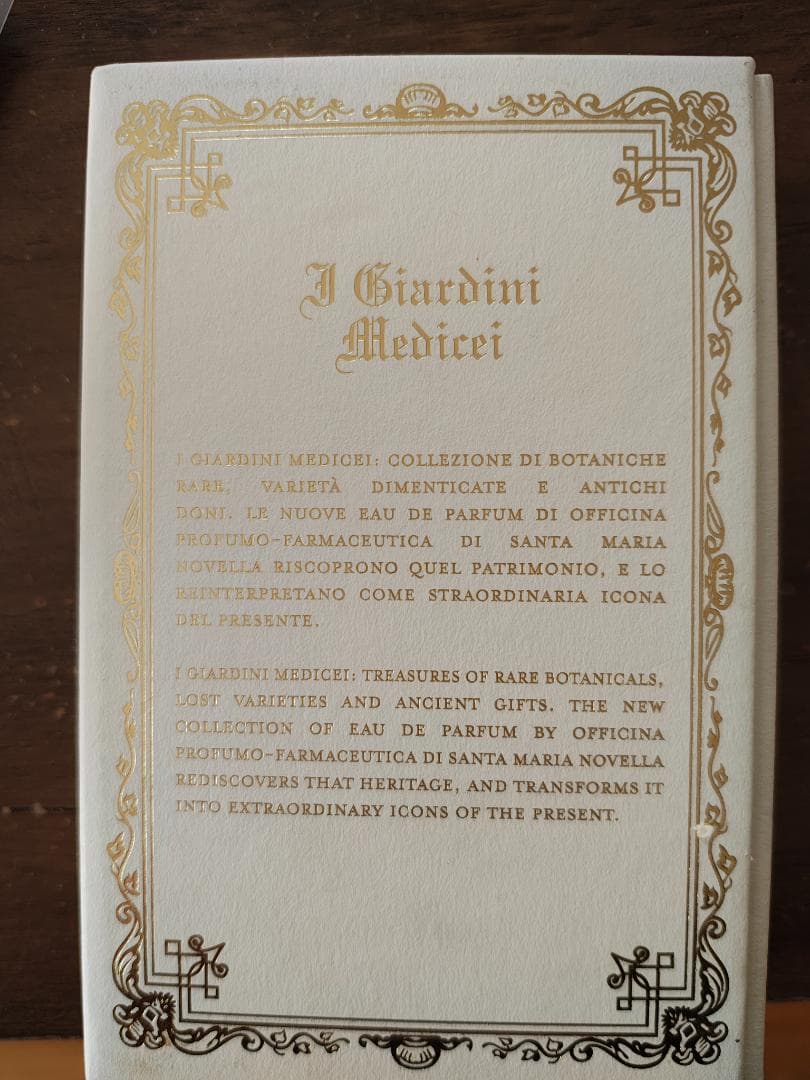 I Giardini
Medicei
I GIARDINI MEDICEI: COLLEZIONE DI BOTANICHE
RARE, VARIETÀ DIMENTICATE E ANTICHI
DONI. LE NUOVE EAU DE PARFUM DI OFFICINA
PROFUMO-FARMACEUTICA DI SANTA MARIA
NOVELLA RISCOPRONO QUEL PATRIMONIO, E LO
REINTERPRETANO COME STRAORDINARIA ICONA
DEL PRESENTE.
I GIARDINI MEDICEI: TREASURES OF RARE BOTANICALS,
LOST VARIETIES AND ANCIENT GIFTS. THE NEW
COLLECTION OF EAU DE PARFUM BY OFFICINA
PROFUMO-FARMACEUTICA DI SANTA MARIA NOVELLA
REDISCOVERS THAT HERITAGE, AND TRANSFORMS IT
INTO EXTRAORDINARY ICONS OF THE PRESENT.